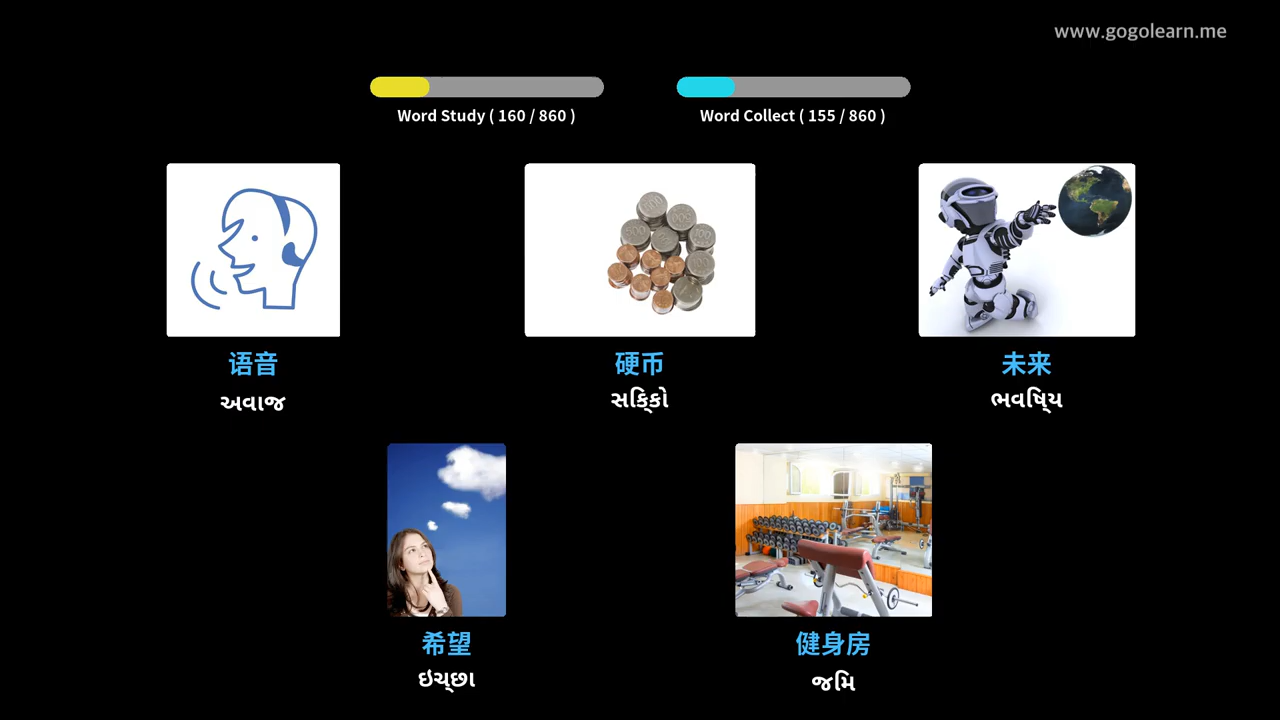 www.gogolearn.me
Word Study ( 160 / 860 )
Word Collect ( 155 / 860 )
语音
અવાજ
硬币
સિક્કો
未来
ભવિષ્ય
希望
ઇચ્છા
健身房
જિમ